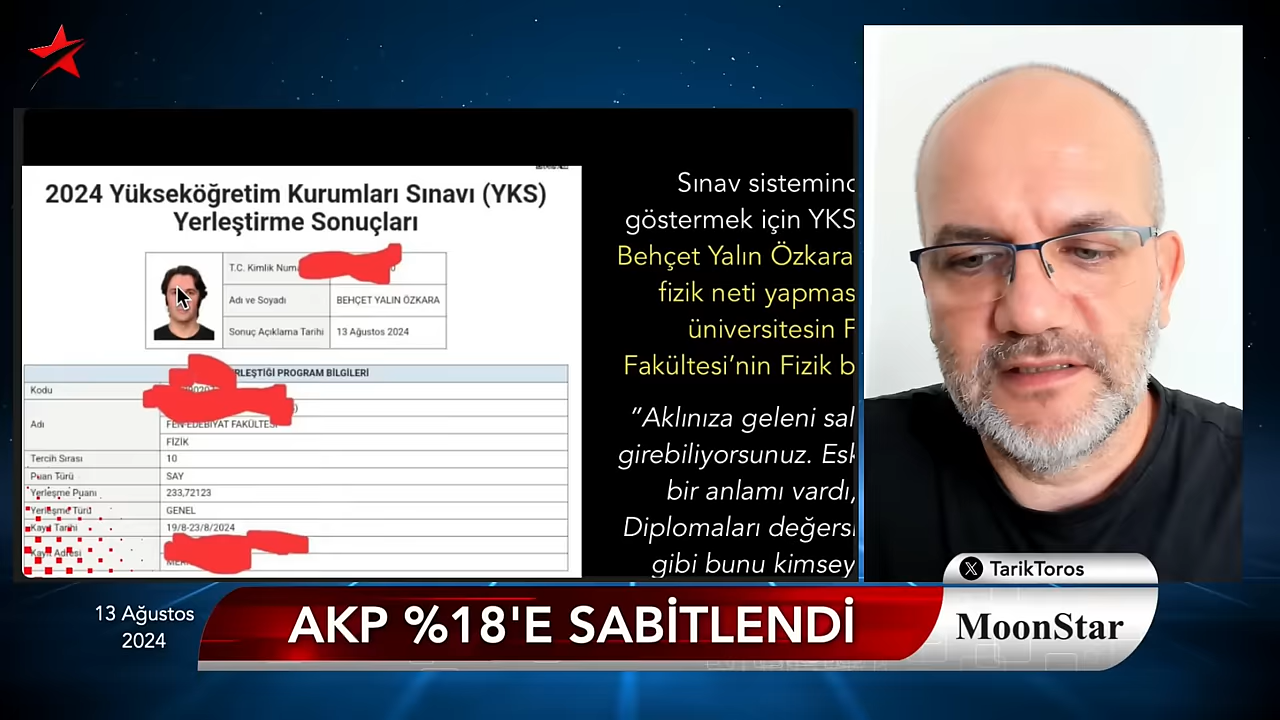 2024 Yükseköğretim Kurumları Sınavı (YKS)
Yerleştirme Sonuçları
T.C. Kimlik Num
Adı ve Soyadı BEHÇET YALIN ÖZKARA
Sonuç Açıklama Tarihi 13 Ağustos 2024
RLEŞTİĞİ PROGRAM BİLGİLERİ
Kodu
Adı
FEN-EDEBİYAT FAKÜLTES
FİZİK
Tercih Sırası 10
Puan Türü SAY
Yerleşme Puanı 233,72123
Yerleşme Türü GENEL
Kayıt Tarihi 19/8-23/8/2024
Kayıt Adresi
Sınav sisteminc
göstermek için YKS
Behçet Yalın Özkara
fizik neti yapmas
üniversitesin F
Fakültesi’nin Fizik b
”Aklınıza geleni sal
girebiliyorsunuz. Esk
bir anlamı vardı,
Diplomaları değersi
gibi bunu kimsey
TarikToros
MoonStar
13 Ağustos
2024
AKP %18'E SABİTLENDİ